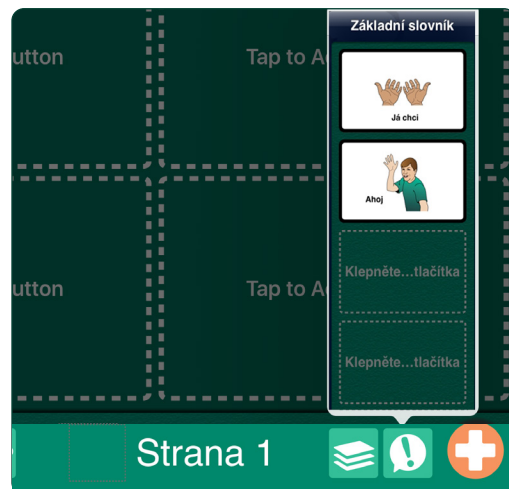 Základní slovník
utton
Tap to A
Já chci
Ahoj
Klepněte...tlačítka
utton
Tap to A
Klepněte...tlačítka
Strana 1